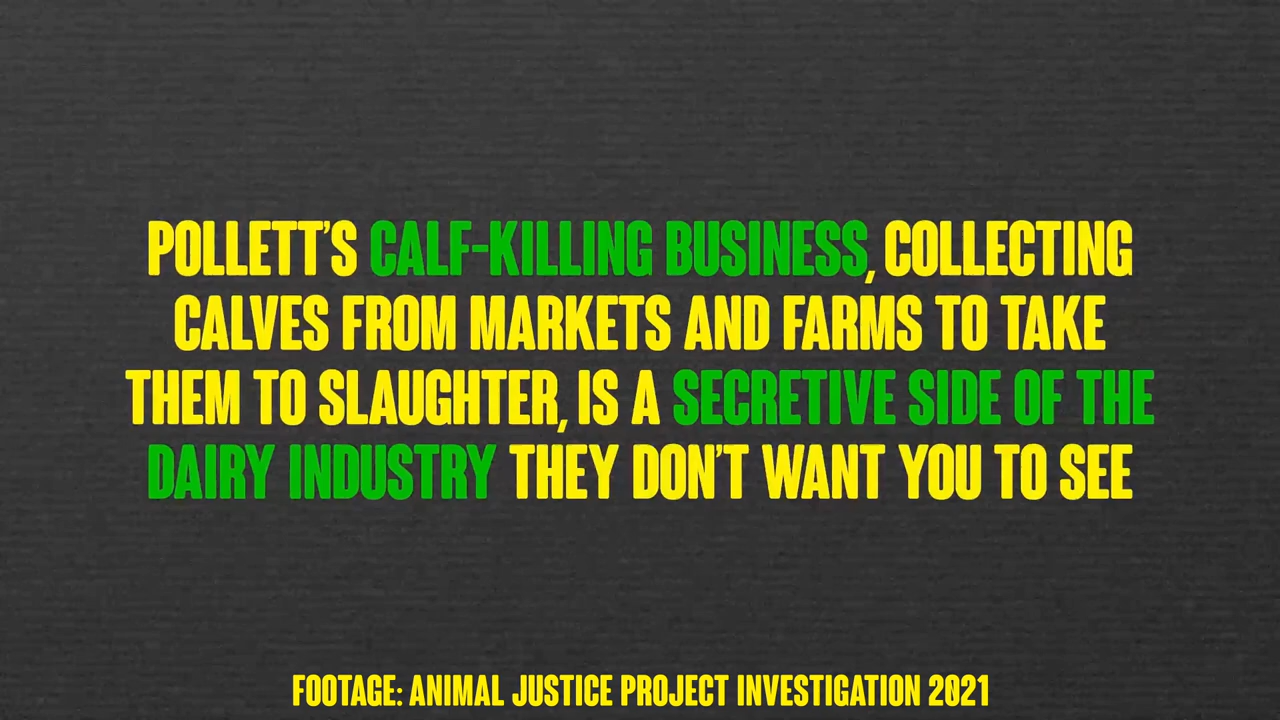 POLLETT'S CALF-KILLING BUSINESS, COLLECTING
CALVES FROM MARKETS AND FARMS TO TAKE
THEM TO SLAUGHTER, IS A SECRETIVE SIDE OF THE
DAIRY INDUSTRY THEY DON'T WANT YOU TO SEE
FOOTAGE: ANIMAL JUSTICE PROJECT INVESTIGATION 2021